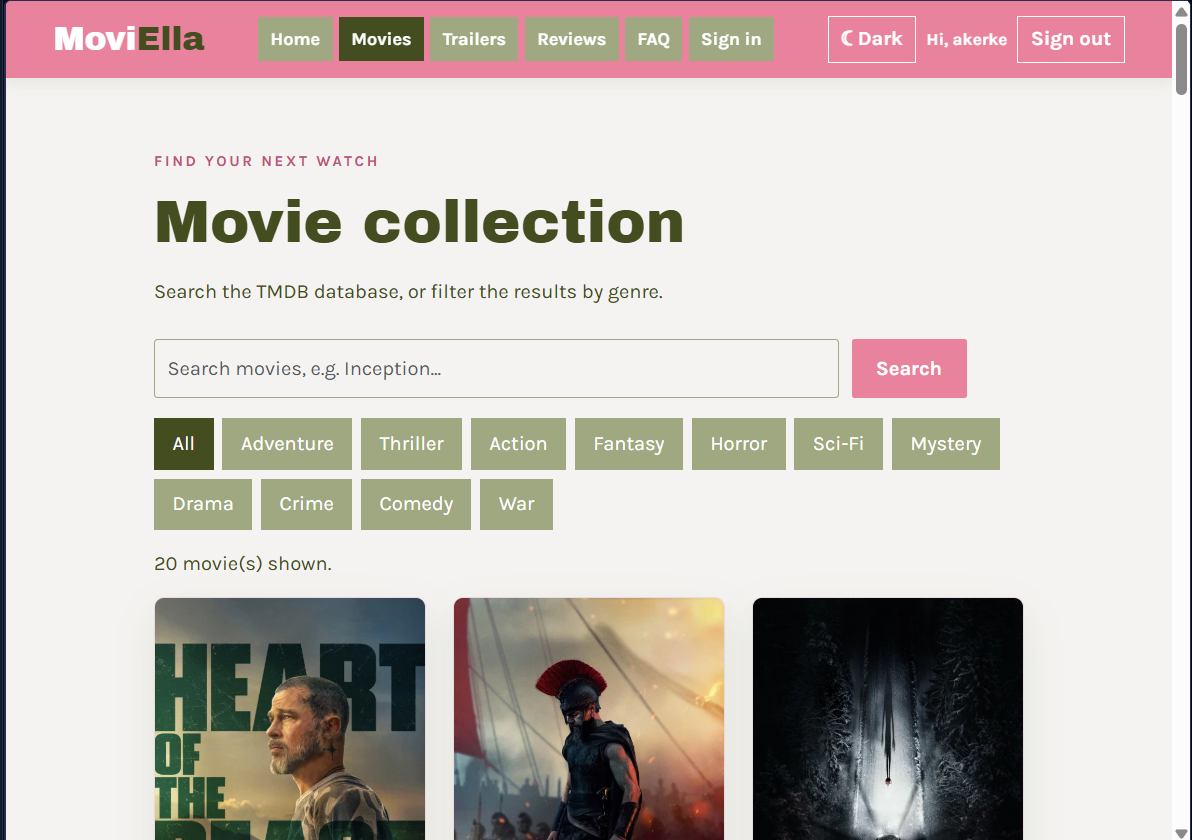 MoviElla
Home
Movies
Trailers
Reviews
FAQ
Sign in
Dark
Hi, akerke
Sign out
FIND YOUR NEXT WATCH
Movie collection
Search the TMDB database, or filter the results by genre.
Search movies, e.g. Inception...
Search
All
Adventure
Thriller
Action
Fantasy
Horror
Sci-Fi
Mystery
Drama
Crime
Comedy
War
20 movie(s) shown.
HEART
OF
THE